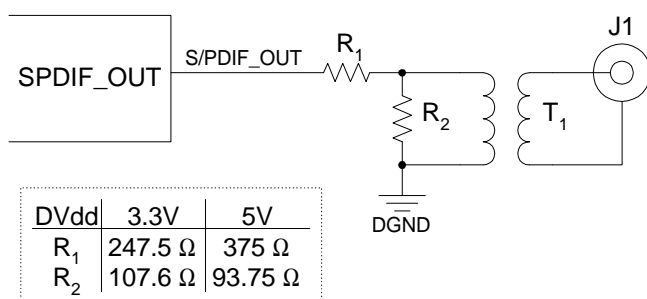 J1
R1
S/PDIF_OUT
SPDIF_OUT
R2
T1
DGND
DVdd 3.3V 5V
R1 247.5 Ω 375 Ω
R2 107.6 Ω 93.75 Ω